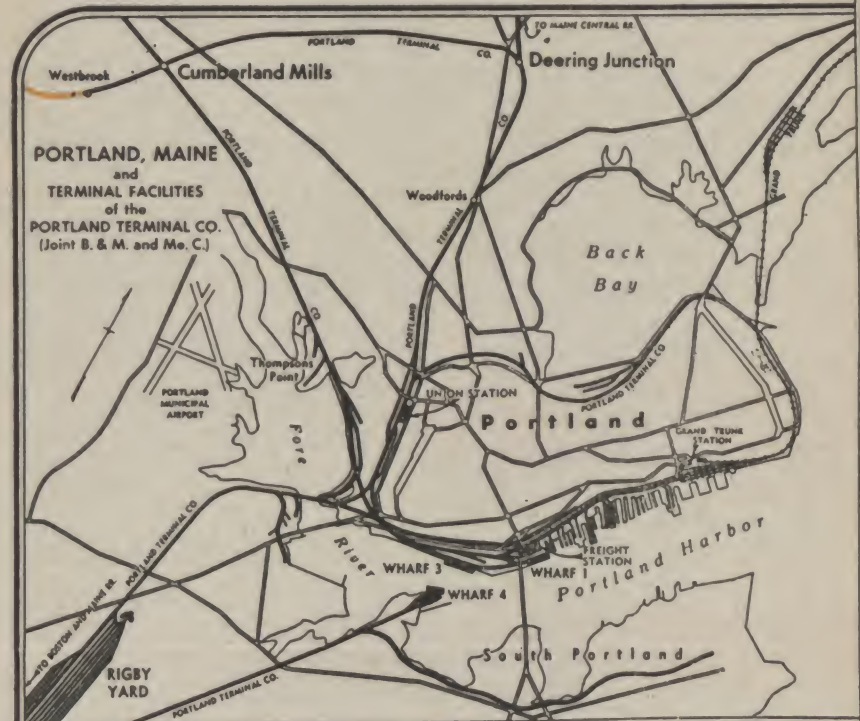 TO MAINE CENTRAL RR.
PORTLAND TERMINAL CO.
Westbrook
Cumberland Mills
Deering Junction
PORTLAND, MAINE
and
TERMINAL FACILITIES
of the
PORTLAND TERMINAL CO.
(Joint B. & M. and Me. C.)
PORTLAND TERMINAL CO.
PORTLAND TERMINAL CO.
GRAND TRUNK
Woodfords
Back
Bay
Thompsons
Point
PORTLAND
MUNICIPAL
AIRPORT
UNION STATION
PORTLAND TERMINAL CO.
Portland
GRAND TRUNK
STATION
Fore
River
PORTLAND TERMINAL CO.
TO BOSTON AND MAINE RR.
WHARF 3
WHARF 1
FREIGHT
STATION
Portland Harbor
WHARF 4
South Portland
RIGBY
YARD
PORTLAND TERMINAL CO.